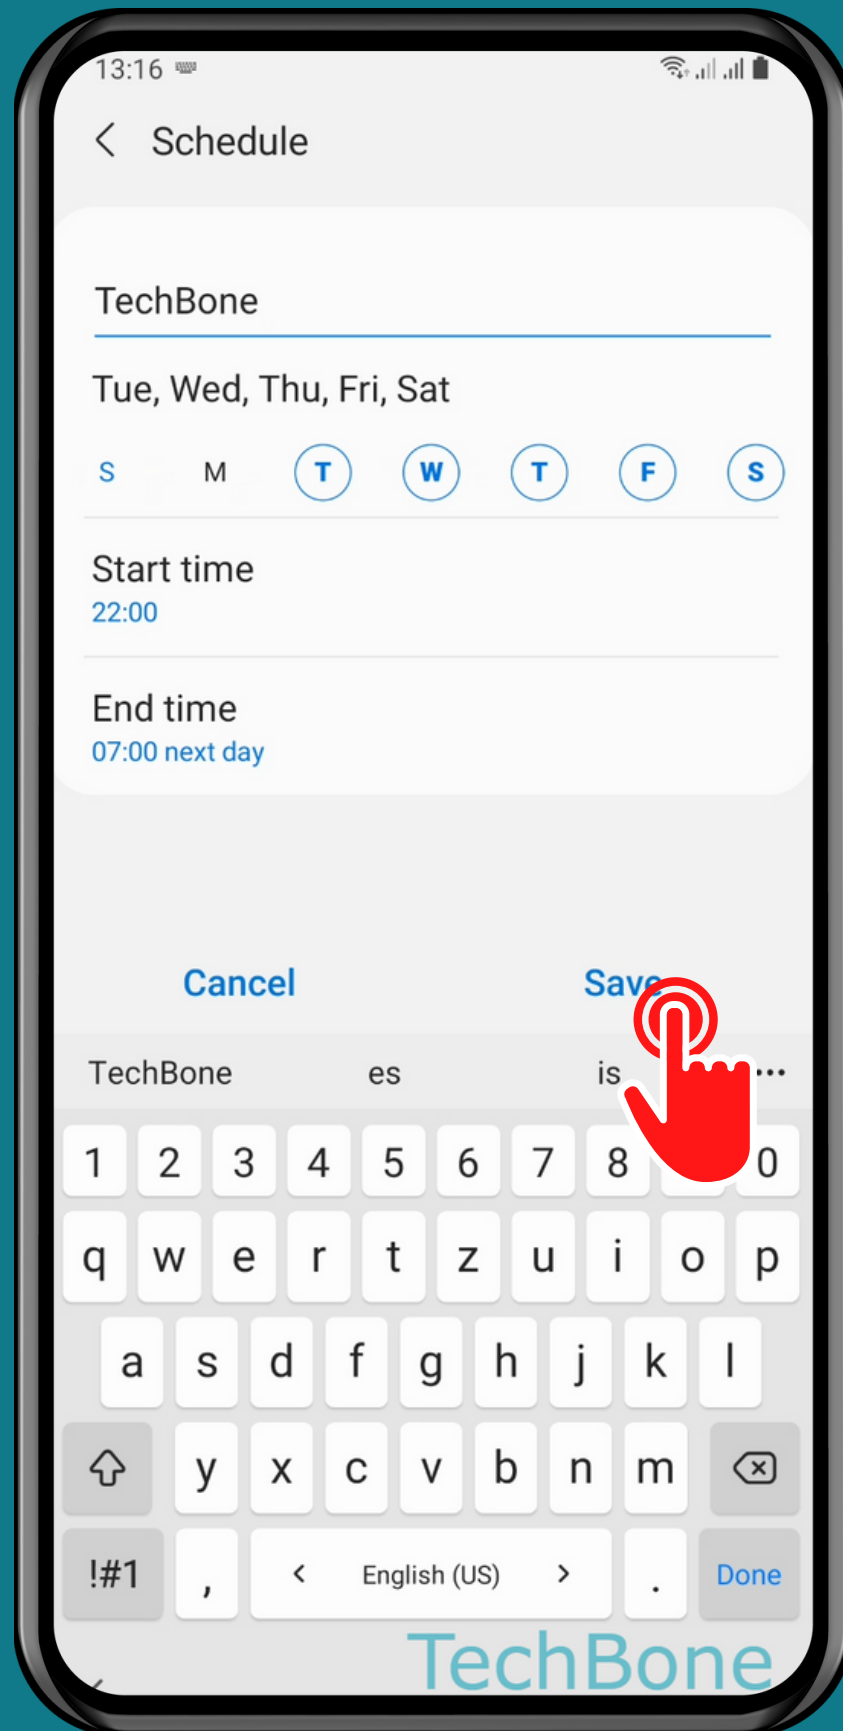 13:16
Schedule
TechBone
Tue, Wed, Thu, Fri, Sat
S M T W T F S
Start time
22:00
End time
07:00 next day
Cancel Save
TechBone es is ...
1 2 3 4 5 6 7 8 0
q w e r t z u i o p
a s d f g h j k l
y x c v b n m
!#1 , < English (US) > . Done
TechBone